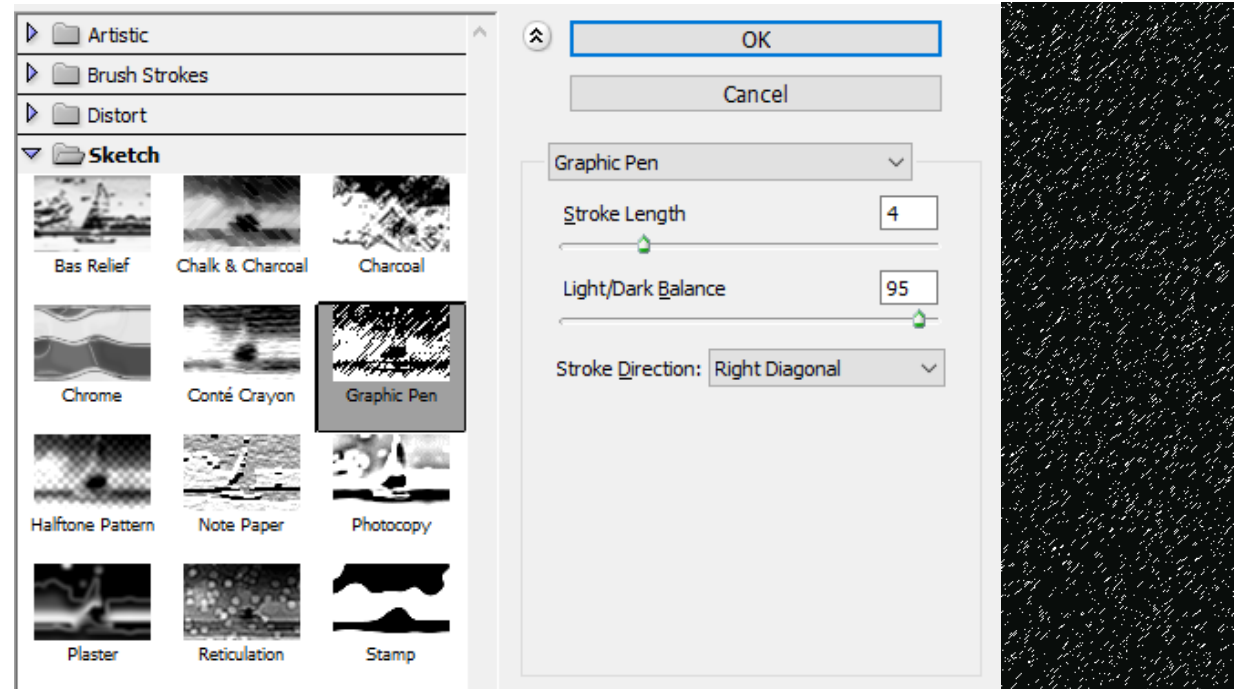 Artistic
Brush Strokes
Distort
Sketch
Bas Relief
Chalk & Charcoal
Charcoal
Chrome
Conté Crayon
Graphic Pen
Halftone Pattern
Note Paper
Photocopy
Plaster
Reticulation
Stamp
OK
Cancel
Graphic Pen
Stroke Length 4
Light/Dark Balance 95
Stroke Direction: Right Diagonal